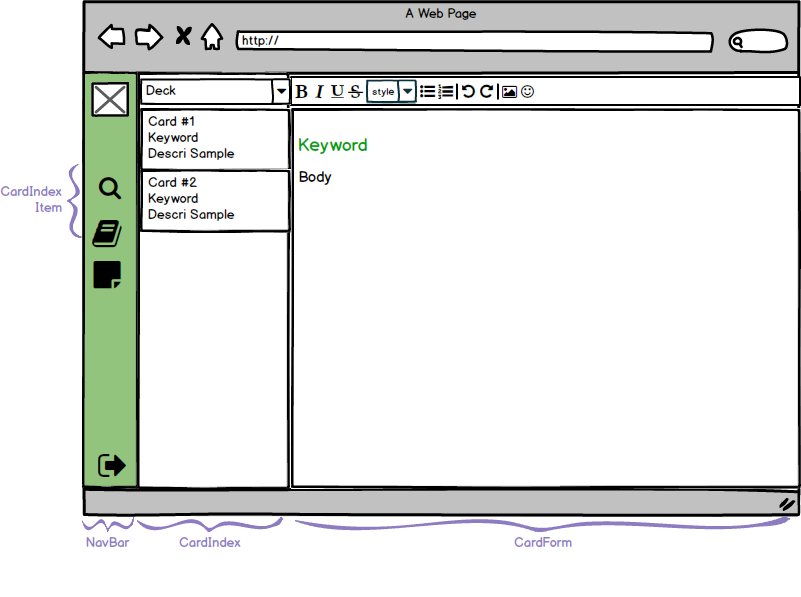 A Web Page
http://
Deck
B I U S style
Card #1
Keyword
Descri Sample
Card #2
Keyword
Descri Sample
Keyword
Body
CardIndex
Item
NavBar
CardIndex
CardForm